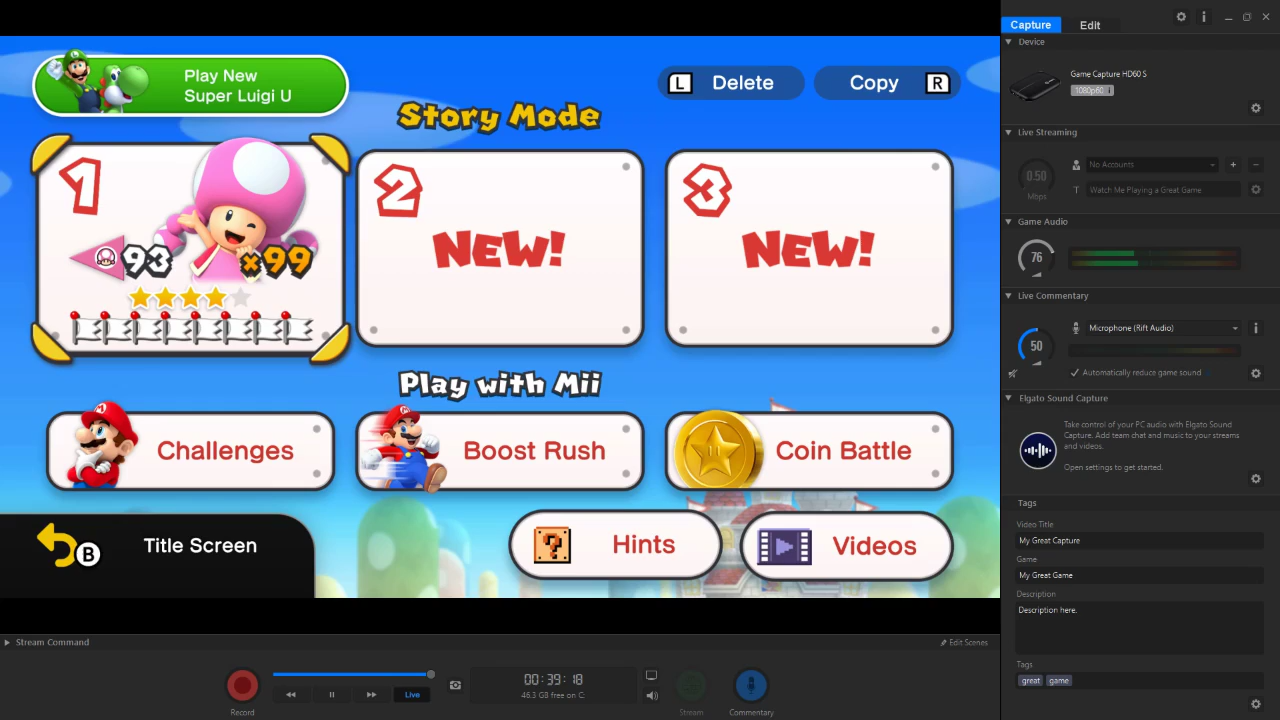 Play New
Super Luigi U
L Delete
Copy R
Story Mode
1
93
×99
2
NEW!
3
NEW!
Play with Mii
Challenges
Boost Rush
Coin Battle
B
Title Screen
?
Hints
Videos
Stream Command
Edit Scenes
Record
Live
00:39:18
46.3 GB free on C:
Stream
Commentary
Capture
Edit
Device
Game Capture HD60 S
1080p60
Live Streaming
0.50
Mbps
No Accounts
T Watch Me Playing a Great Game
Game Audio
76
Live Commentary
Microphone (Rift Audio)
50
Automatically reduce game sound
Elgato Sound Capture
Take control of your PC audio with Elgato Sound
Capture. Add team chat and music to your streams
and videos.
Open settings to get started.
Tags
Video Title
My Great Capture
Game
My Great Game
Description
Description here.
Tags
great game